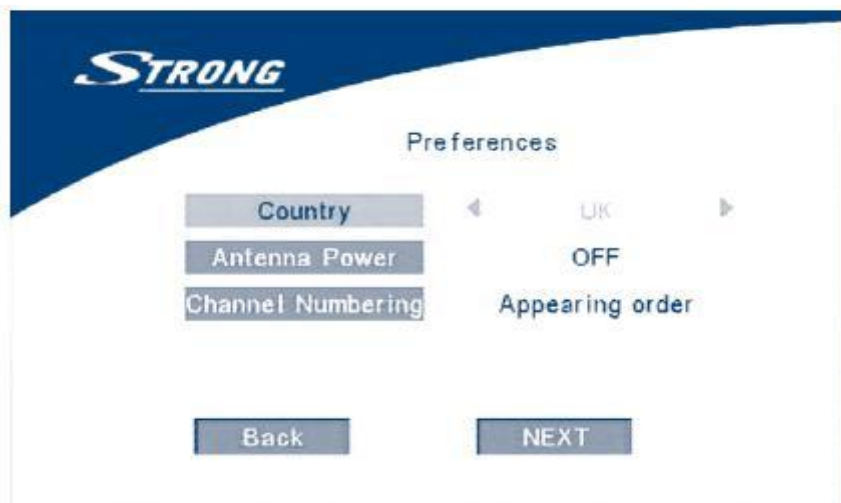 STRONG
Preferences
Country UK
Antenna Power OFF
Channel Numbering Appearing order
Back NEXT